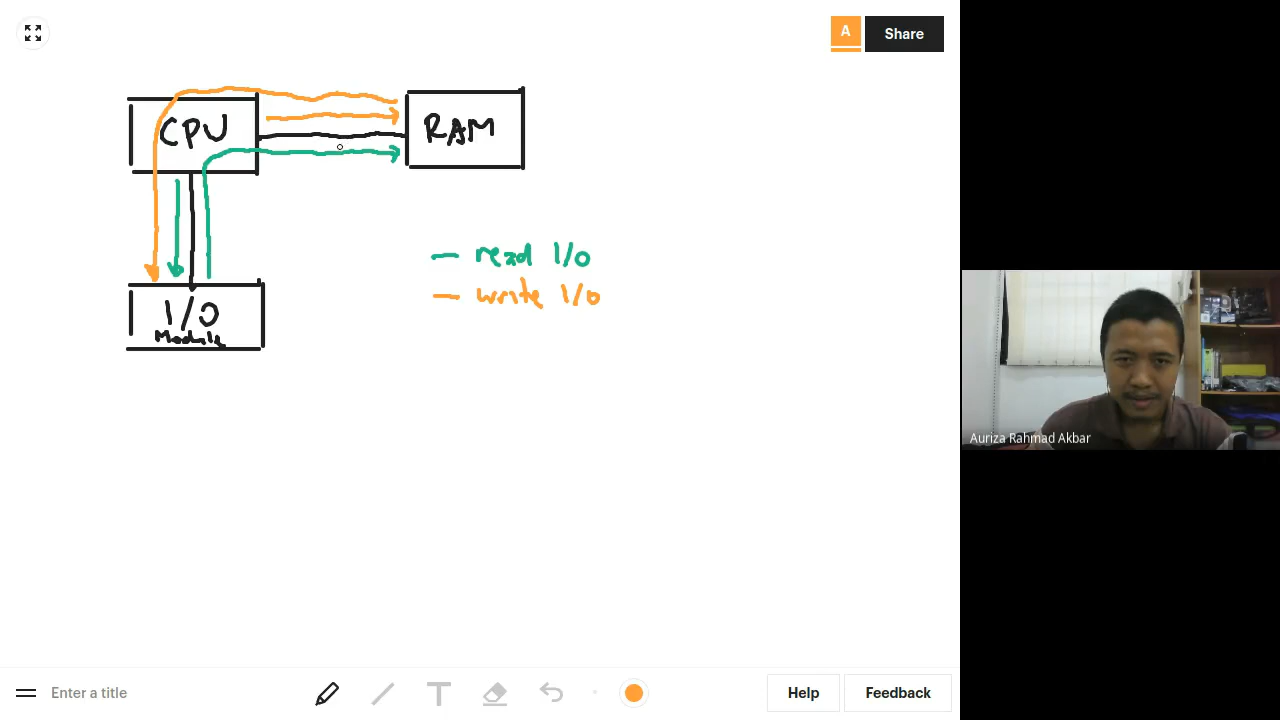 A
Share
CPU
RAM
read I/O
write I/O
I/O
Module
Auriza Rahmad Akbar
Enter a title
T
Help
Feedback